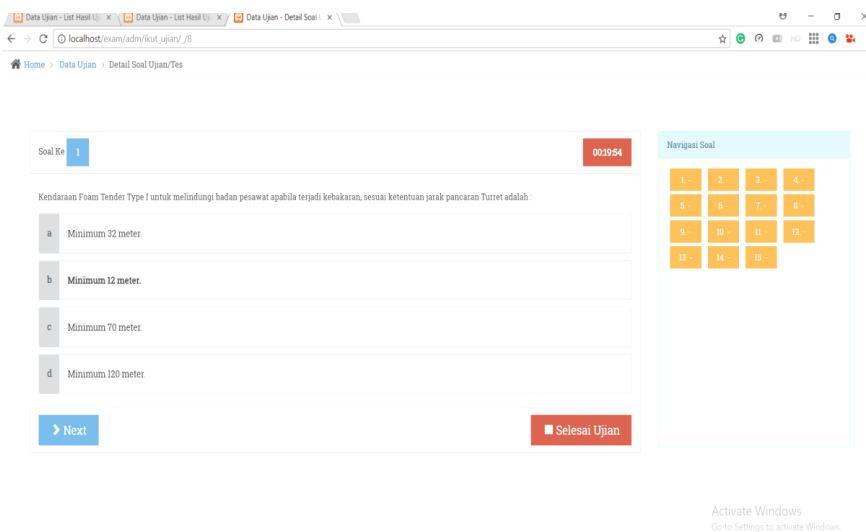 Data Ujian - List Hasil Uji × Data Ujian - List Hasil Uji × Data Ujian - Detail Soal U ×
localhost/exam/adm/ikut_ujian/_/8
Home > Data Ujian > Detail Soal Ujian/Tes
Soal Ke 1 00:19:54
Kendaraan Foam Tender Type I untuk melindungi badan pesawat apabila terjadi kebakaran, sesuai ketentuan jarak pancaran Turret adalah :
a Minimum 32 meter.
b Minimum 12 meter.
c Minimum 70 meter.
d Minimum 120 meter.
Next Selesai Ujian
Navigasi Soal
1. - 2. - 3. - 4. -
5. - 6. - 7. - 8. -
9. - 10. - 11. - 12. -
13. - 14. - 15. -
Activate Windows
Go to Settings to activate Windows.